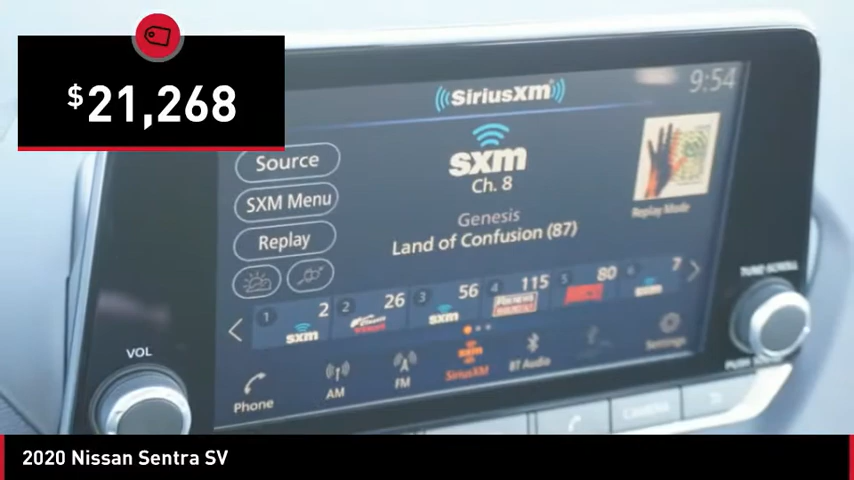 $21,268
SiriusXM
9:54
sxm
Ch. 8
Source
SXM Menu
Replay
Genesis
Land of Confusion (87)
Replay Mode
1 sxm 2
2 26
3 sxm 56
4 115
5 80
sxm 7
VOL
TUNE·SCROLL
Phone
AM
FM
SiriusXM
BT Audio
Settings
CAMERA
2020 Nissan Sentra SV